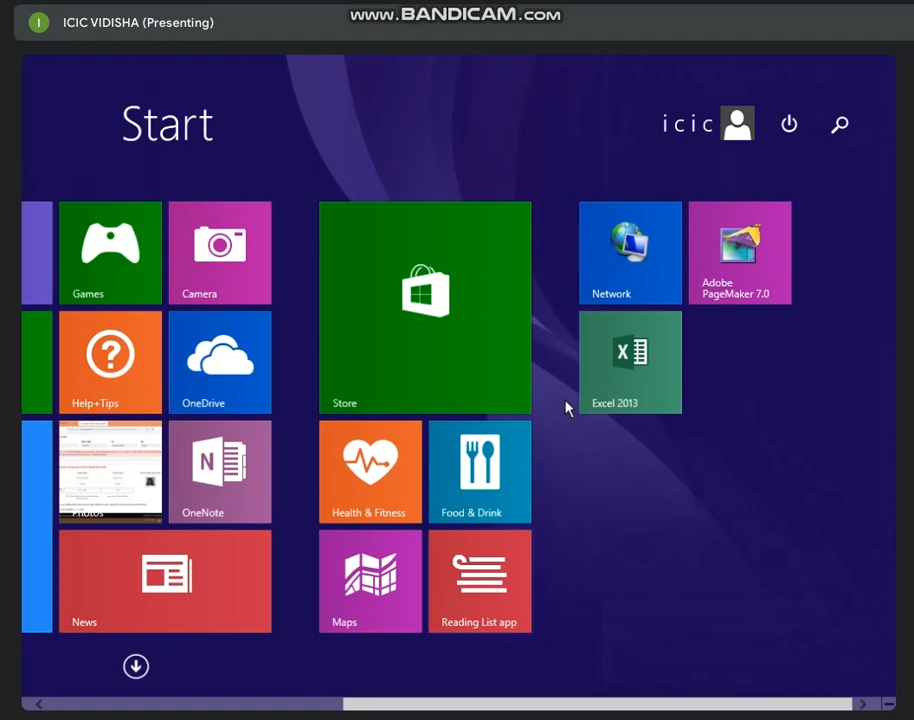 www.BANDICAM.com
I
ICIC VIDISHA (Presenting)
Start
icic
Games
Camera
Network
Adobe
PageMaker 7.0
Help+Tips
OneDrive
Store
Excel 2013
Photos
OneNote
Health & Fitness
Food & Drink
News
Maps
Reading List app